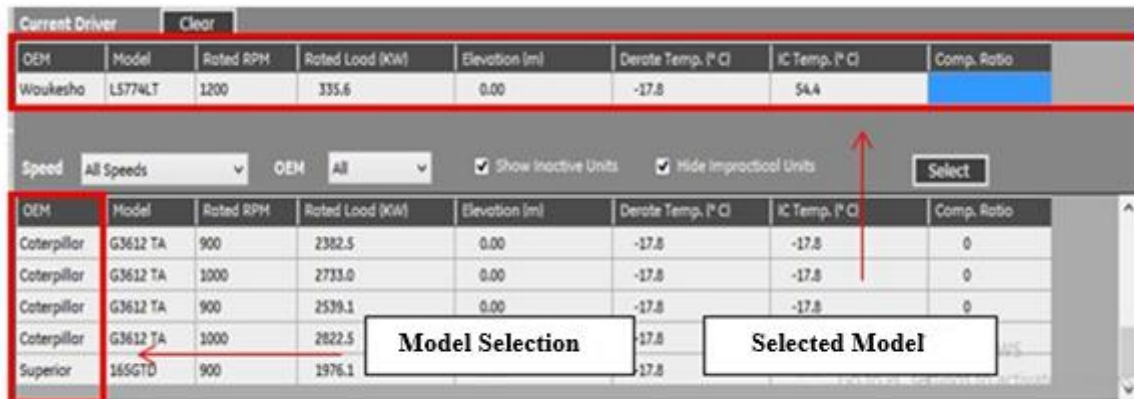 Current Driver Clear
OEM Model Rated RPM Rated Load (KW) Elevation (m) Derate Temp. (° C) IC Temp. (° C) Comp. Ratio
Waukesha L5774LT 1200 335.6 0.00 -17.8 54.4
Speed All Speeds OEM All Show Inactive Units Hide Impractical Units Select
OEM Model Rated RPM Rated Load (KW) Elevation (m) Derate Temp. (° C) IC Temp. (° C) Comp. Ratio
Caterpillar G3612 TA 900 2382.5 0.00 -17.8 -17.8 0
Caterpillar G3612 TA 1000 2733.0 0.00 -17.8 -17.8 0
Caterpillar G3612 TA 900 2539.1 0.00 -17.8 -17.8 0
Caterpillar G3612 TA 1000 2822.5 Model Selection -17.8 Selected Model
Superior 16SGTD 900 1976.1 -17.8